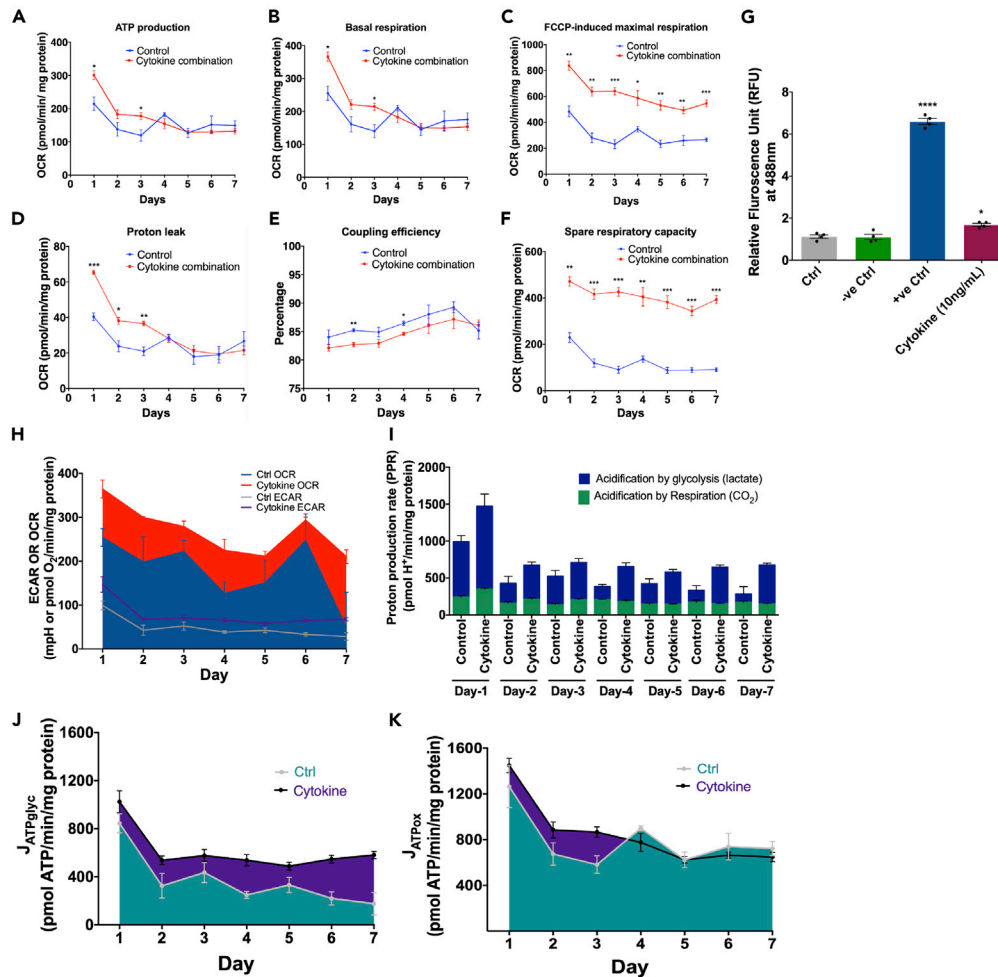 A
ATP production
OCR (pmol/min/ mg protein)
400
300
200
100
0
Control
Cytokine combination
*
*
0 1 2 3 4 5 6 7
Days
B
Basal respiration
OCR (pmol/min/ mg protein)
400
300
200
100
0
Control
Cytokine combination
*
*
0 1 2 3 4 5 6 7
Days
C
FCCP-induced maximal respiration
OCR (pmol/min/ mg protein)
1000
800
600
400
200
0
Control
Cytokine combination
** ** *** * ** ** ***
0 1 2 3 4 5 6 7
Days
G
Relative Fluroscence Unit (RFU)
at 488nm
8
6
4
2
0
****
*
Ctrl
-ve Ctrl
+ve Ctrl
Cytokine (10ng/mL)
D
Proton leak
OCR (pmol/min/mg protein)
80
60
40
20
0
Control
Cytokine combination
*** * **
0 1 2 3 4 5 6 7
Days
E
Coupling efficiency
Percentage
100
95
90
85
80
75
Control
Cytokine combination
** *
0 1 2 3 4 5 6 7
Days
F
Spare respiratory capacity
OCR (pmol/min/mg protein)
600
400
200
0
Control
Cytokine combination
** *** *** ** *** *** ***
0 1 2 3 4 5 6 7
Days
H
ECAR OR OCR
(mpH or pmol O2/min/mg protein)
400
300
200
100
0
Ctrl OCR
Cytokine OCR
Ctrl ECAR
Cytokine ECAR
1 2 3 4 5 6 7
Day
I
Proton production rate (PPR)
(pmol H+/min/mg protein)
2000
1500
1000
500
0
Acidification by glycolysis (lactate)
Acidification by Respiration (CO2)
Control
Cytokine
Control
Cytokine
Control
Cytokine
Control
Cytokine
Control
Cytokine
Control
Cytokine
Control
Cytokine
Day-1 Day-2 Day-3 Day-4 Day-5 Day-6 Day-7
J
JATPglyc
(pmol ATP/min/mg protein)
1600
1200
800
400
0
Ctrl
Cytokine
1 2 3 4 5 6 7
Day
K
JATPox
(pmol ATP/min/mg protein)
1600
1200
800
400
Ctrl
Cytokine
1 2 3 4 5 6 7
Day